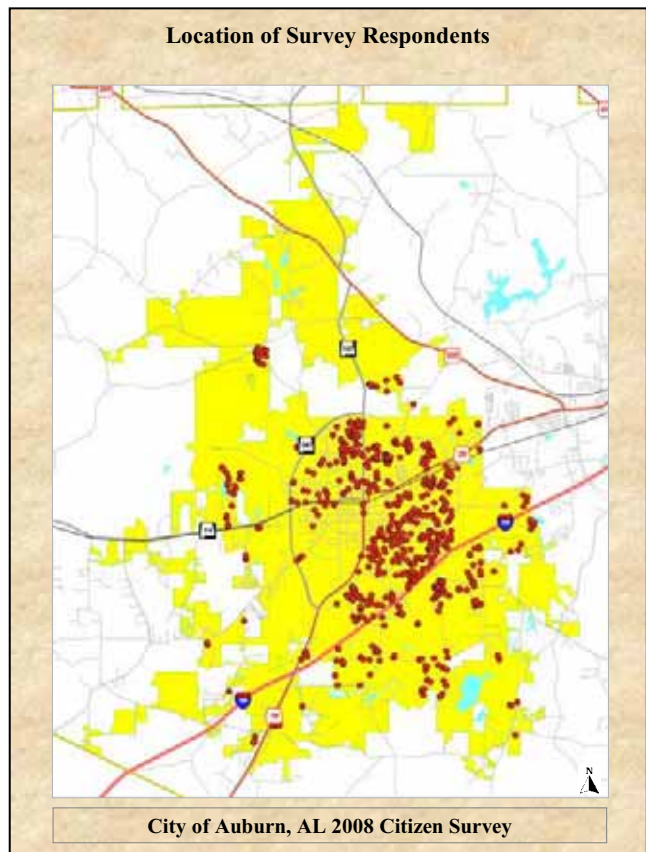 Location of Survey Respondents
N
City of Auburn, AL 2008 Citizen Survey